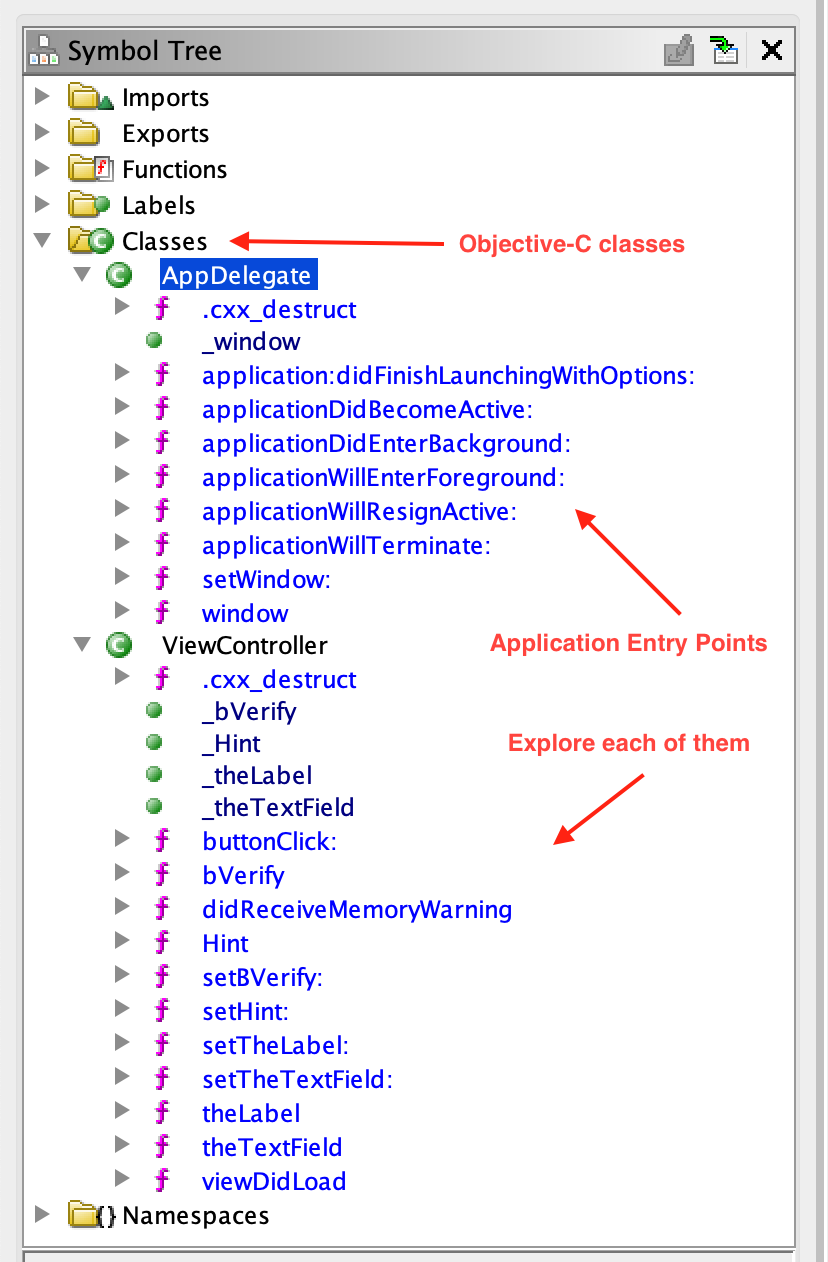 Symbol Tree
Imports
Exports
Functions
Labels
Classes
Objective-C classes
AppDelegate
.cxx_destruct
_window
application:didFinishLaunchingWithOptions:
applicationDidBecomeActive:
applicationDidEnterBackground:
applicationWillEnterForeground:
applicationWillResignActive:
applicationWillTerminate:
setWindow:
window
Application Entry Points
ViewController
.cxx_destruct
_bVerify
_Hint
Explore each of them
_theLabel
_theTextField
buttonClick:
bVerify
didReceiveMemoryWarning
Hint
setBVerify:
setHint:
setTheLabel:
setTheTextField:
theLabel
theTextField
viewDidLoad
Namespaces